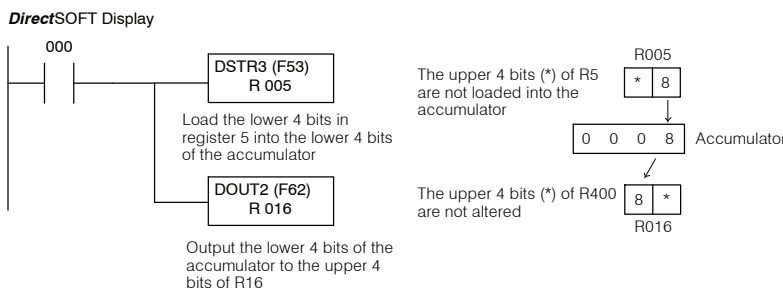 DirectSOFT Display
000
DSTR3 (F53)
R 005
Load the lower 4 bits in
register 5 into the lower 4 bits
of the accumulator
DOUT2 (F62)
R 016
Output the lower 4 bits of the
accumulator to the upper 4
bits of R16
R005
The upper 4 bits (*) of R5
are not loaded into the
accumulator
* 8
0 0 0 8 Accumulator
The upper 4 bits (*) of R400
are not altered
8 *
R016